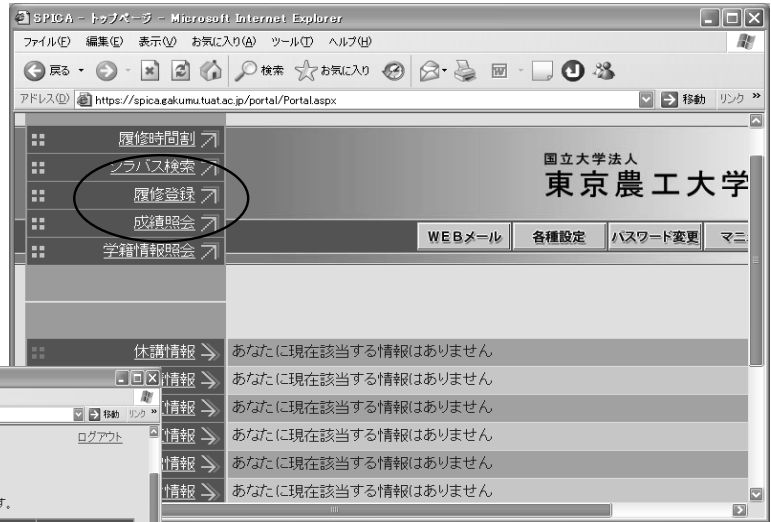 SPICA - トップページ - Microsoft Internet Explorer
ファイル(F) 編集(E) 表示(V) お気に入り(A) ツール(T) ヘルプ(H)
戻る 検索 お気に入り
アドレス(D) https://spica.gakumu.tuat.ac.jp/portal/Portal.aspx 移動 リンク »
履修時間割
シラバス検索
履修登録
成績照会
学籍情報照会
国立大学法人
東京農工大学
WEBメール 各種設定 パスワード変更 マニ
休講情報 あなたに現在該当する情報はありません
情報 あなたに現在該当する情報はありません
情報 あなたに現在該当する情報はありません
情報 あなたに現在該当する情報はありません
情報 あなたに現在該当する情報はありません
情報 あなたに現在該当する情報はありません
移動 リンク »
ログアウト
す。